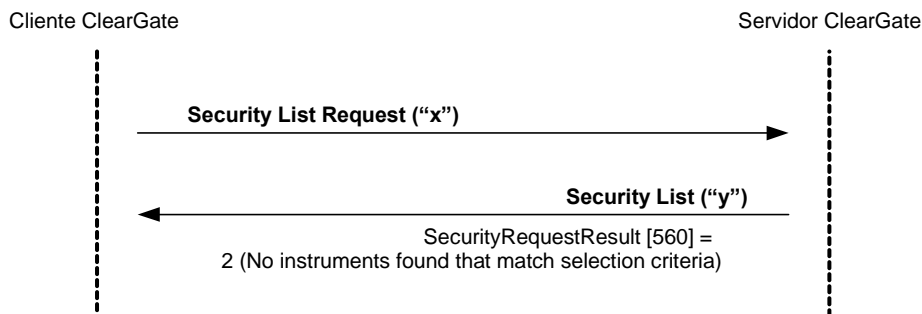 Cliente ClearGate
Servidor ClearGate
Security List Request (“x”)
Security List (“y”)
SecurityRequestResult [560] =
2 (No instruments found that match selection criteria)